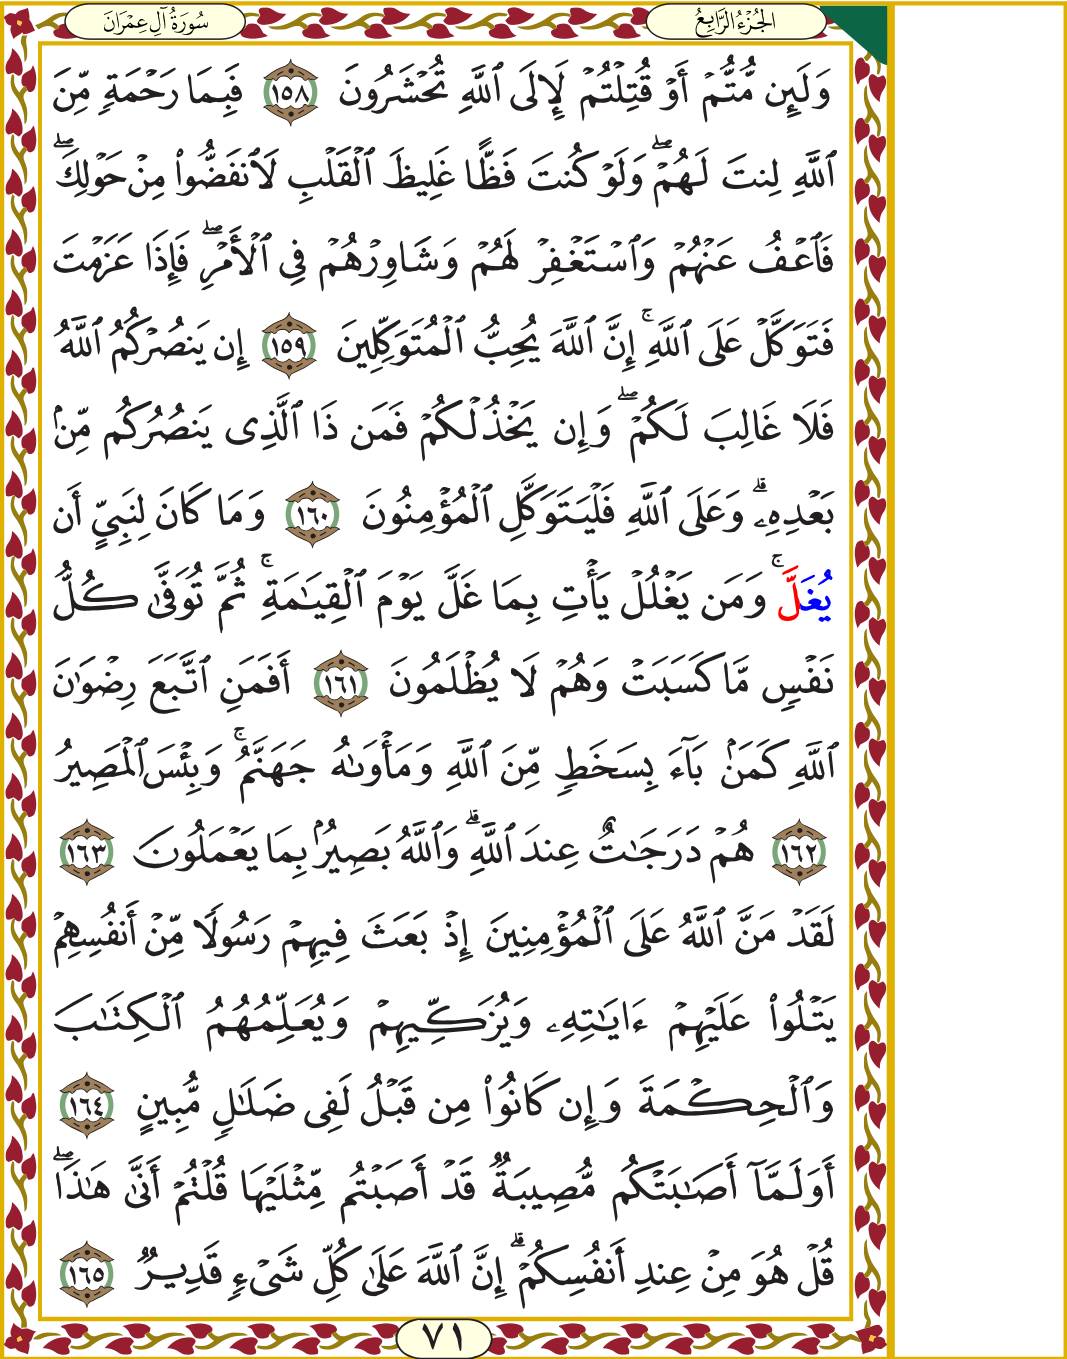 الجُزْءُ الرَّابِعُ
سُورَةُ آلِ عِمْرَانَ
وَلَئِن مُّتُّمْ أَوْ قُتِلْتُمْ لَإِلَى ٱللَّهِ تُحْشَرُونَ ١٥٨ فَبِمَا رَحْمَةٍ مِّنَ
ٱللَّهِ لِنتَ لَهُمْ ۖ وَلَوْ كُنتَ فَظًّا غَلِيظَ ٱلْقَلْبِ لَٱنفَضُّوا۟ مِنْ حَوْلِكَ ۖ
فَٱعْفُ عَنْهُمْ وَٱسْتَغْفِرْ لَهُمْ وَشَاوِرْهُمْ فِى ٱلْأَمْرِ ۖ فَإِذَا عَزَمْتَ
فَتَوَكَّلْ عَلَى ٱللَّهِ ۚ إِنَّ ٱللَّهَ يُحِبُّ ٱلْمُتَوَكِّلِينَ ١٥٩ إِن يَنصُرْكُمُ ٱللَّهُ
فَلَا غَالِبَ لَكُمْ ۖ وَإِن يَخْذُلْكُمْ فَمَن ذَا ٱلَّذِى يَنصُرُكُم مِّنۢ
بَعْدِهِۦ ۗ وَعَلَى ٱللَّهِ فَلْيَتَوَكَّلِ ٱلْمُؤْمِنُونَ ١٦٠ وَمَا كَانَ لِنَبِىٍّ أَن
يُغَلَّ ۚ وَمَن يَغْلُلْ يَأْتِ بِمَا غَلَّ يَوْمَ ٱلْقِيَـٰمَةِ ۚ ثُمَّ تُوَفَّىٰ كُلُّ
نَفْسٍ مَّا كَسَبَتْ وَهُمْ لَا يُظْلَمُونَ ١٦١ أَفَمَنِ ٱتَّبَعَ رِضْوَٰنَ
ٱللَّهِ كَمَنۢ بَآءَ بِسَخَطٍ مِّنَ ٱللَّهِ وَمَأْوَىٰهُ جَهَنَّمُ ۚ وَبِئْسَ ٱلْمَصِيرُ
١٦٢ هُمْ دَرَجَـٰتٌ عِندَ ٱللَّهِ ۗ وَٱللَّهُ بَصِيرٌۢ بِمَا يَعْمَلُونَ ١٦٣
لَقَدْ مَنَّ ٱللَّهُ عَلَى ٱلْمُؤْمِنِينَ إِذْ بَعَثَ فِيهِمْ رَسُولًا مِّنْ أَنفُسِهِمْ
يَتْلُوا۟ عَلَيْهِمْ ءَايَـٰتِهِۦ وَيُزَكِّيهِمْ وَيُعَلِّمُهُمُ ٱلْكِتَـٰبَ
وَٱلْحِكْمَةَ وَإِن كَانُوا۟ مِن قَبْلُ لَفِى ضَلَـٰلٍ مُّبِينٍ ١٦٤
أَوَلَمَّآ أَصَـٰبَتْكُم مُّصِيبَةٌ قَدْ أَصَبْتُم مِّثْلَيْهَا قُلْتُمْ أَنَّىٰ هَـٰذَا ۖ
قُلْ هُوَ مِنْ عِندِ أَنفُسِكُمْ ۗ إِنَّ ٱللَّهَ عَلَىٰ كُلِّ شَىْءٍ قَدِيرٌ ١٦٥
٧١